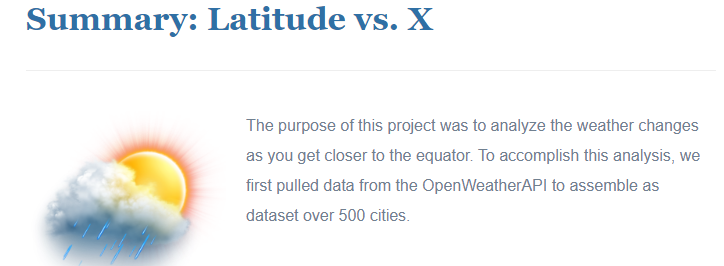 Summary: Latitude vs. X
The purpose of this project was to analyze the weather changes
as you get closer to the equator. To accomplish this analysis, we
first pulled data from the OpenWeatherAPI to assemble as
dataset over 500 cities.